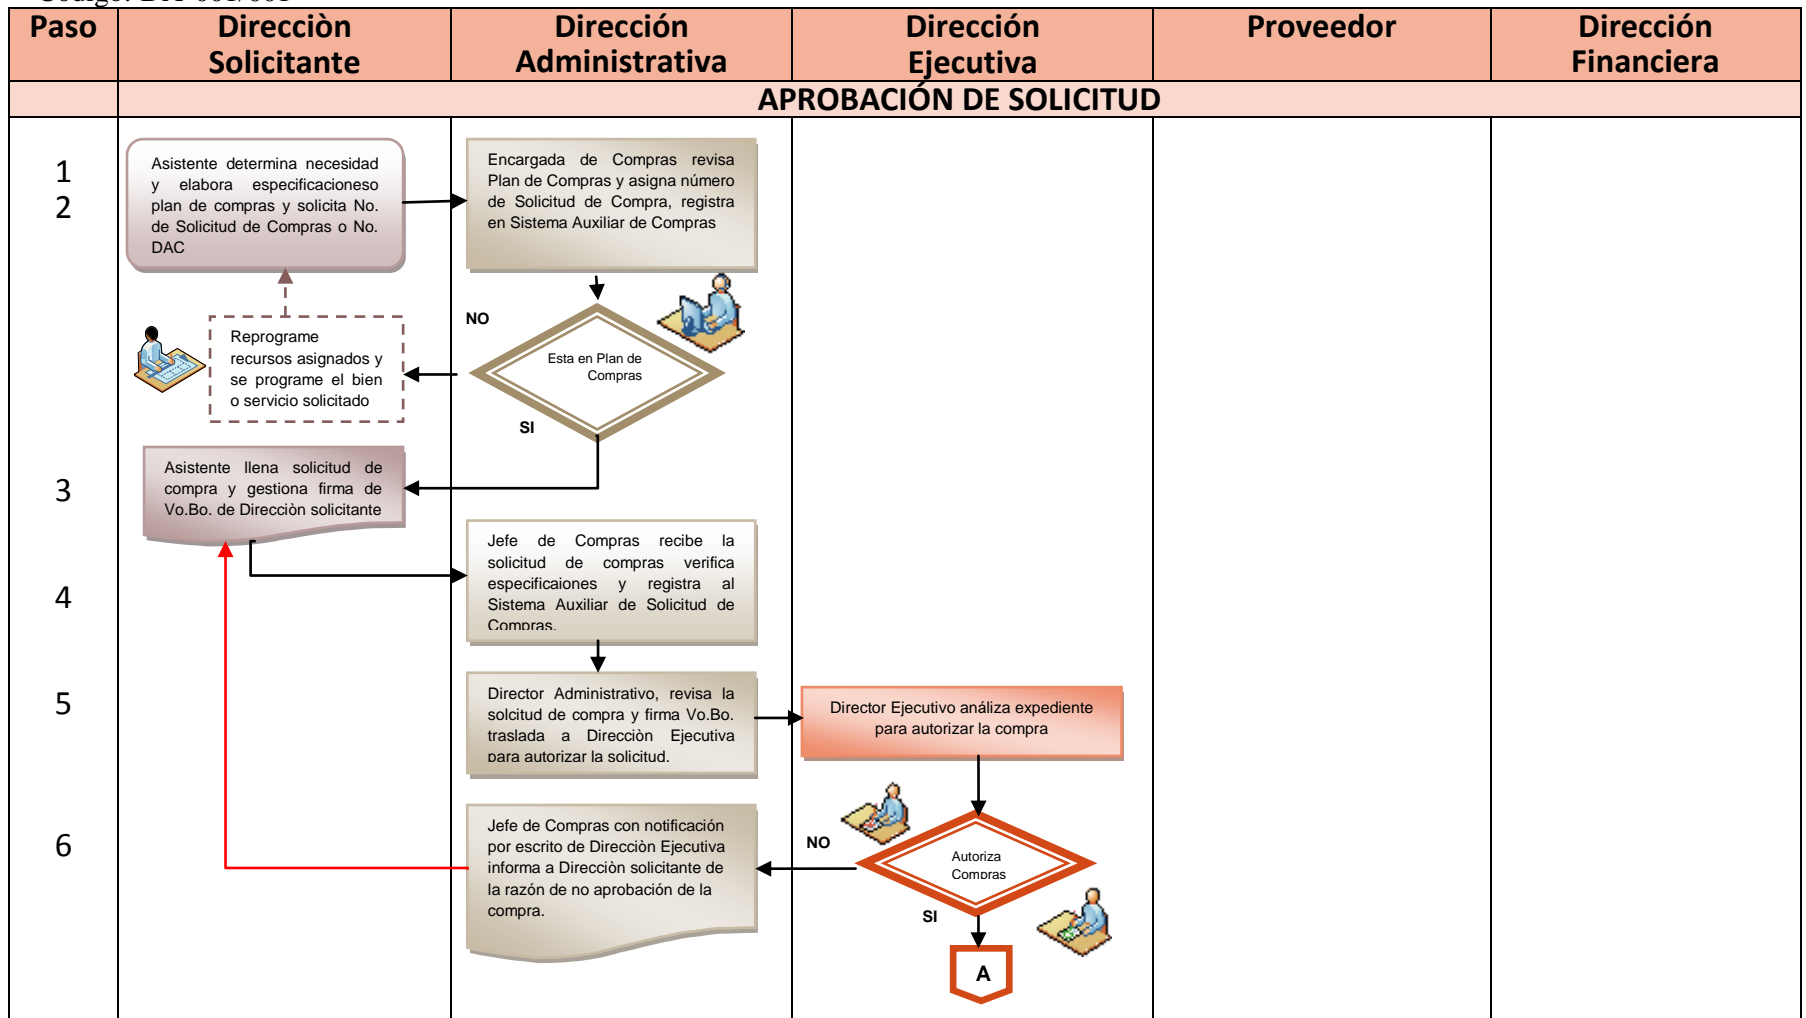 Código: DA-001/001
Paso
Direcciòn
Solicitante
Dirección
Administrativa
Dirección
Ejecutiva
Proveedor
Dirección
Financiera
APROBACIÓN DE SOLICITUD
1
2
Asistente determina necesidad
y elabora especificacioneso
plan de compras y solicita No.
de Solicitud de Compras o No.
DAC
Encargada de Compras revisa
Plan de Compras y asigna número
de Solicitud de Compra, registra
en Sistema Auxiliar de Compras
NO
Reprograme
recursos asignados y
se programe el bien
o servicio solicitado
Esta en Plan de
Compras
SI
3
Asistente llena solicitud de
compra y gestiona firma de
Vo.Bo. de Direcciòn solicitante
4
Jefe de Compras recibe la
solicitud de compras verifica
especificaiones y registra al
Sistema Auxiliar de Solicitud de
Compras.
5
Director Administrativo, revisa la
solcitud de compra y firma Vo.Bo.
traslada a Direcciòn Ejecutiva
para autorizar la solicitud.
Director Ejecutivo análiza expediente
para autorizar la compra
6
Jefe de Compras con notificación
por escrito de Direcciòn Ejecutiva
informa a Direcciòn solicitante de
la razón de no aprobación de la
compra.
NO
Autoriza
Compras
SI
A